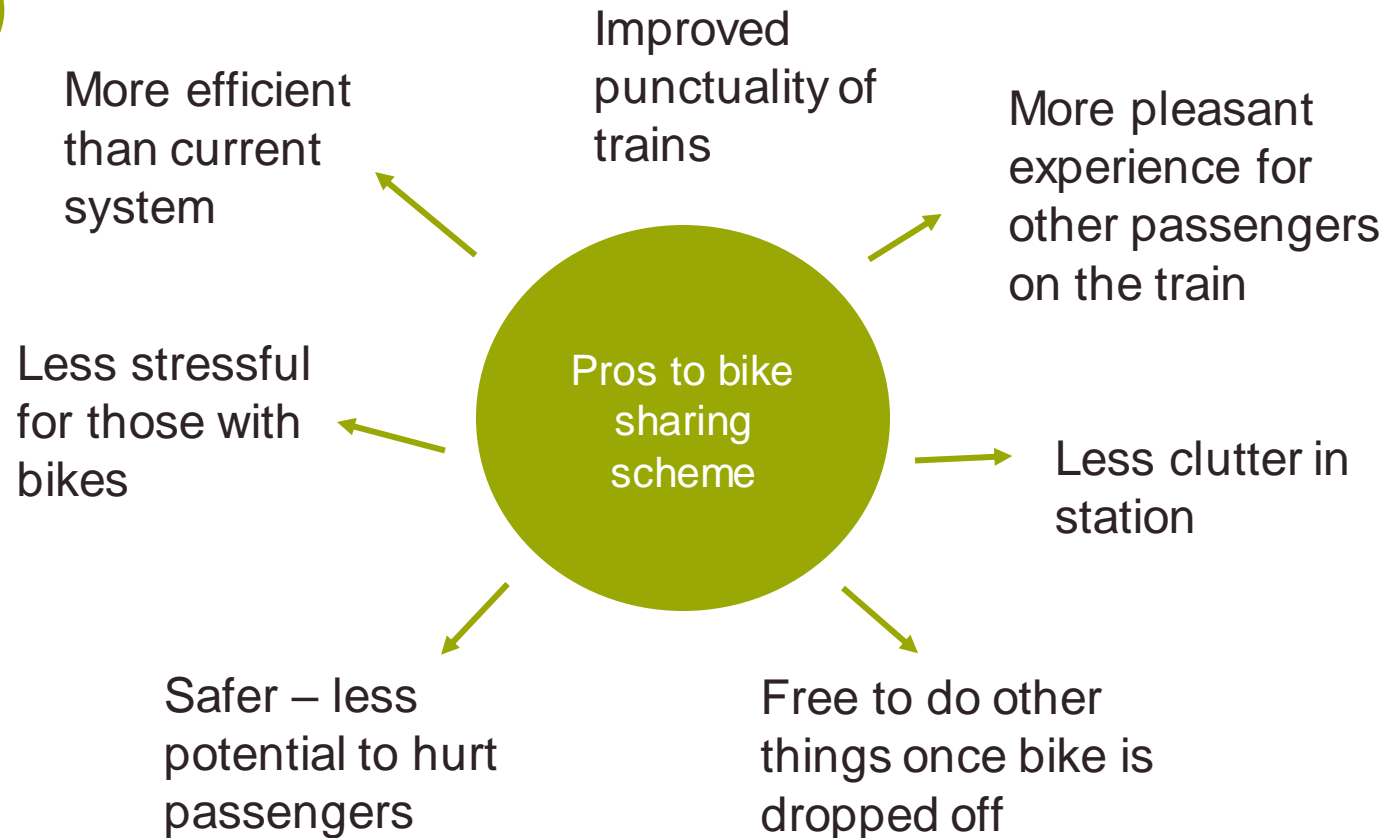 Improved
punctuality of
trains
More efficient
than current
system
More pleasant
experience for
other passengers
on the train
Less stressful
for those with
bikes
Pros to bike
sharing
scheme
Less clutter in
station
Safer – less
potential to hurt
passengers
Free to do other
things once bike is
dropped off